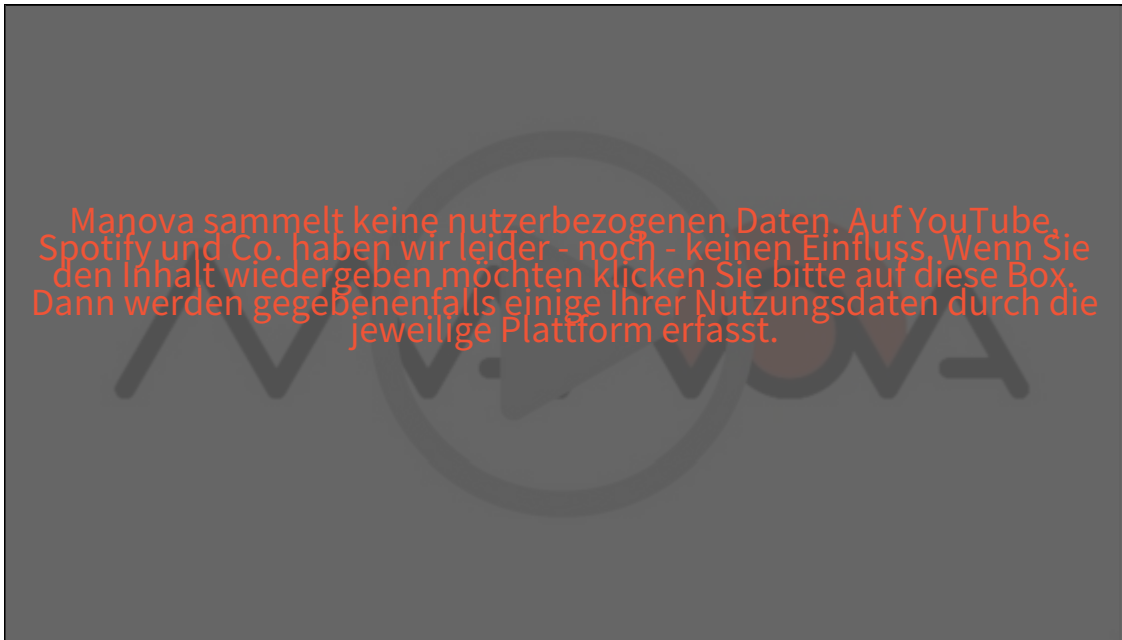 Manova sammelt keine nutzerbezogenen Daten. Auf YouTube,
Spotify und Co. haben wir leider - noch - keinen Einfluss. Wenn Sie
den Inhalt wiedergeben möchten klicken Sie bitte auf diese Box.
Dann werden gegebenenfalls einige Ihrer Nutzungsdaten durch die
jeweilige Plattform erfasst.
MANOVA